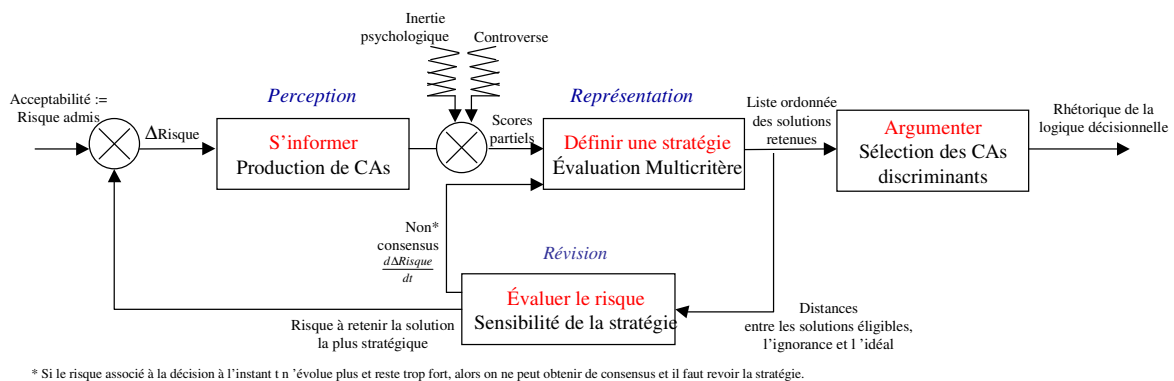 Inertie
psychologique
Controverse
Perception
Représentation
Acceptabilité :=
Risque admis
ΔRisque
S'informer
Production de CAs
Scores
partiels
Définir une stratégie
Évaluation Multicritère
Liste ordonnée
des solutions
retenues
Argumenter
Sélection des CAs
discriminants
Rhétorique de la
logique décisionnelle
Non*
consensus
dΔRisque
dt
Révision
Évaluer le risque
Sensibilité de la stratégie
Risque à retenir la solution
la plus stratégique
Distances
entre les solutions éligibles,
l'ignorance et l 'idéal
* Si le risque associé à la décision à l'instant t n 'évolue plus et reste trop fort, alors on ne peut obtenir de consensus et il faut revoir la stratégie.